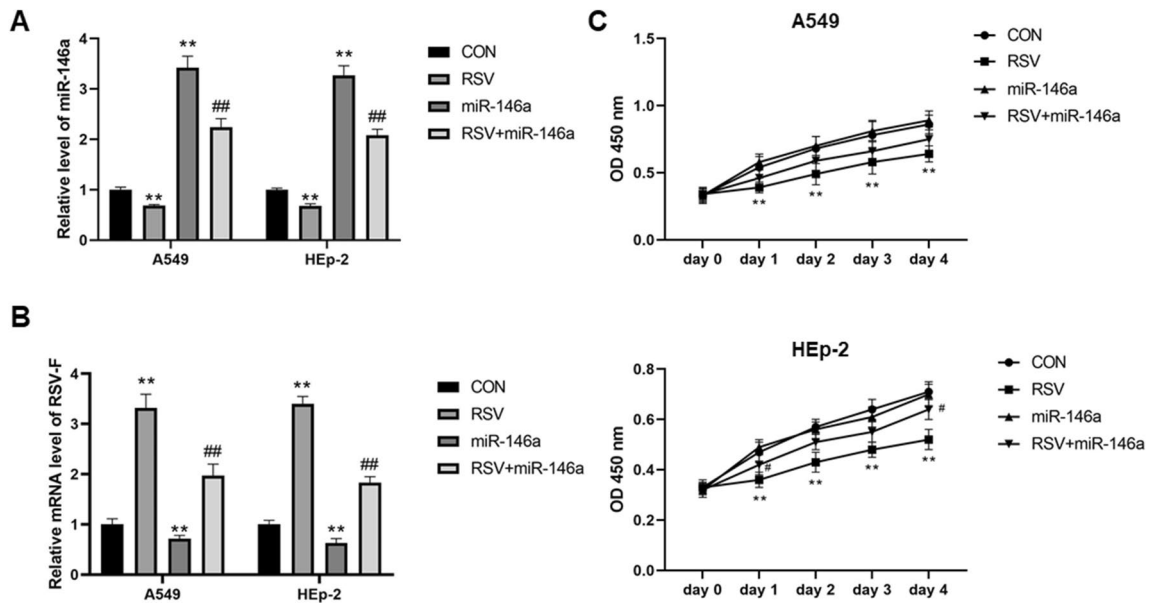 A
Relative level of miR-146a
4
3
2
1
0
**
**
##
**
**
##
A549
HEp-2
CON
RSV
miR-146a
RSV+miR-146a
B
Relative mRNA level of RSV-F
4
3
2
1
0
**
**
##
**
**
##
A549
HEp-2
CON
RSV
miR-146a
RSV+miR-146a
C
A549
OD 450 nm
1.5
1.0
0.5
0.0
**
**
**
**
day 0
day 1
day 2
day 3
day 4
CON
RSV
miR-146a
RSV+miR-146a
HEp-2
OD 450 nm
0.8
0.6
0.4
0.2
0.0
#
#
**
**
**
**
day 0
day 1
day 2
day 3
day 4
CON
RSV
miR-146a
RSV+miR-146a